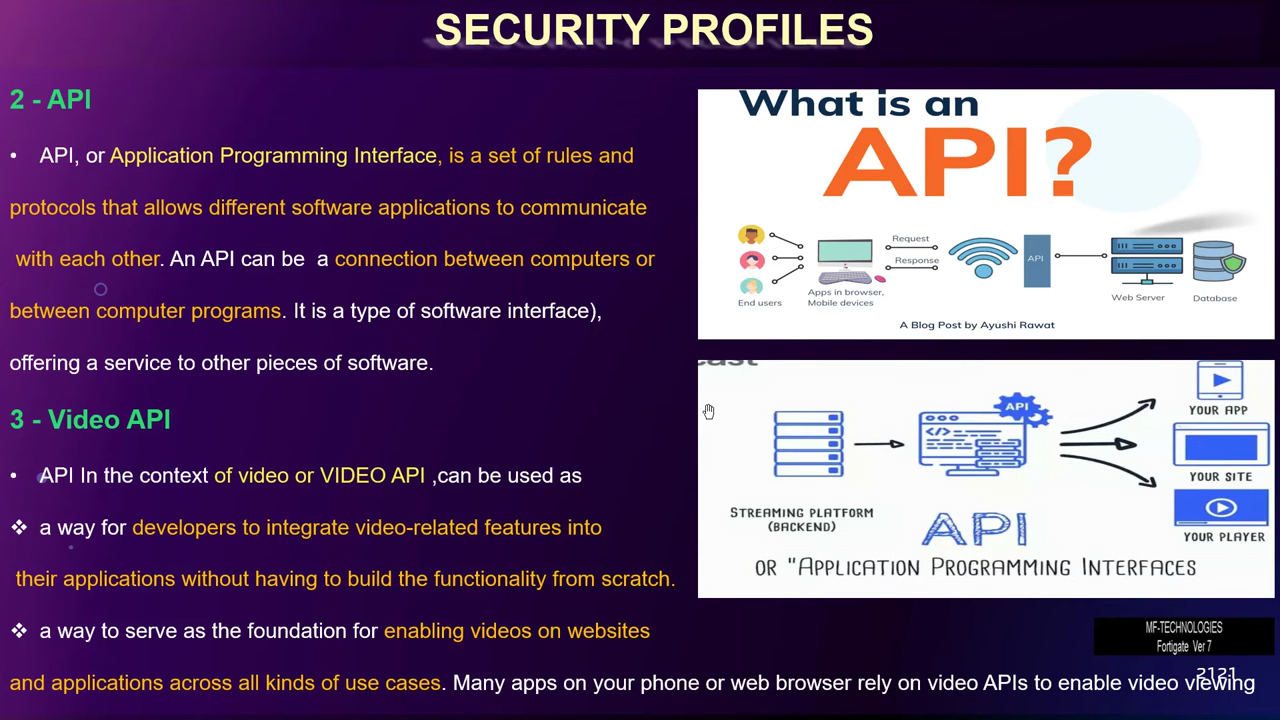 SECURITY PROFILES
2 - API
• API, or Application Programming Interface, is a set of rules and
protocols that allows different software applications to communicate
with each other. An API can be a connection between computers or
between computer programs. It is a type of software interface),
offering a service to other pieces of software.
3 - Video API
• API In the context of video or VIDEO API ,can be used as
❖ a way for developers to integrate video-related features into
their applications without having to build the functionality from scratch.
❖ a way to serve as the foundation for enabling videos on websites
and applications across all kinds of use cases. Many apps on your phone or web browser rely on video APIs to enable video viewing
What is an
API?
Request
Response
API
End users
Apps in browser,
Mobile devices
Web Server
Database
A Blog Post by Ayushi Rawat
API
YOUR APP
YOUR SITE
YOUR PLAYER
STREAMING PLATFORM
(BACKEND)
API
OR "APPLICATION PROGRAMMING INTERFACES
MF-TECHNOLOGIES
Fortigate Ver 7